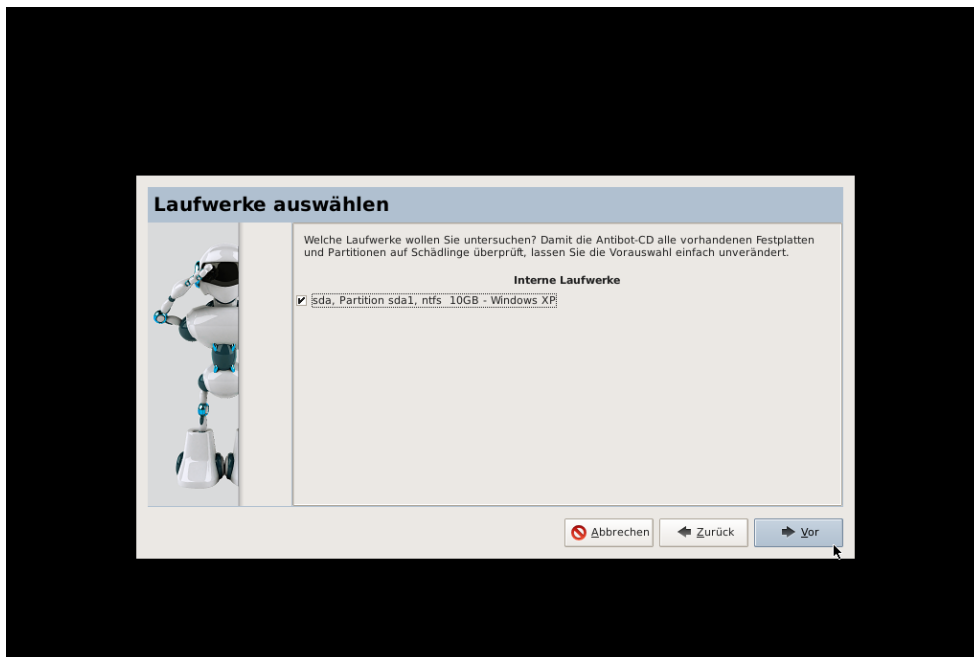 Laufwerke auswählen
Welche Laufwerke wollen Sie untersuchen? Damit die Antibot-CD alle vorhandenen Festplatten
und Partitionen auf Schädlinge überprüft, lassen Sie die Vorauswahl einfach unverändert.
Interne Laufwerke
sda, Partition sda1, ntfs  10GB - Windows XP
Abbrechen
Zurück
Vor